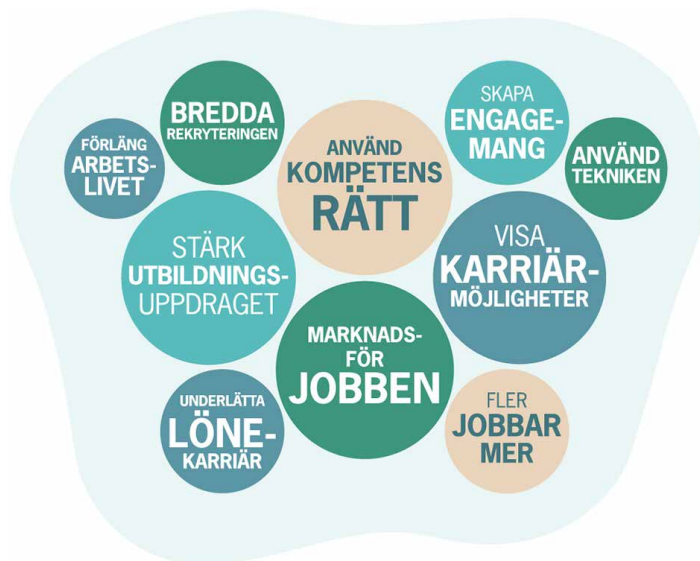 BREDDA
REKRYTERINGEN
FÖRLÄNG
ARBETS-
LIVET
ANVÄND
KOMPETENS
RÄTT
SKAPA
ENGAGE-
MANG
ANVÄND
TEKNIKEN
STÄRK
UTBILDNINGS-
UPPDRAGET
VISA
KARRIÄR-
MÖJLIGHETER
MARKNADS-
FÖR
JOBBEN
UNDERLÄTTA
LÖNE-
KARRIÄR
FLER
JOBBAR
MER